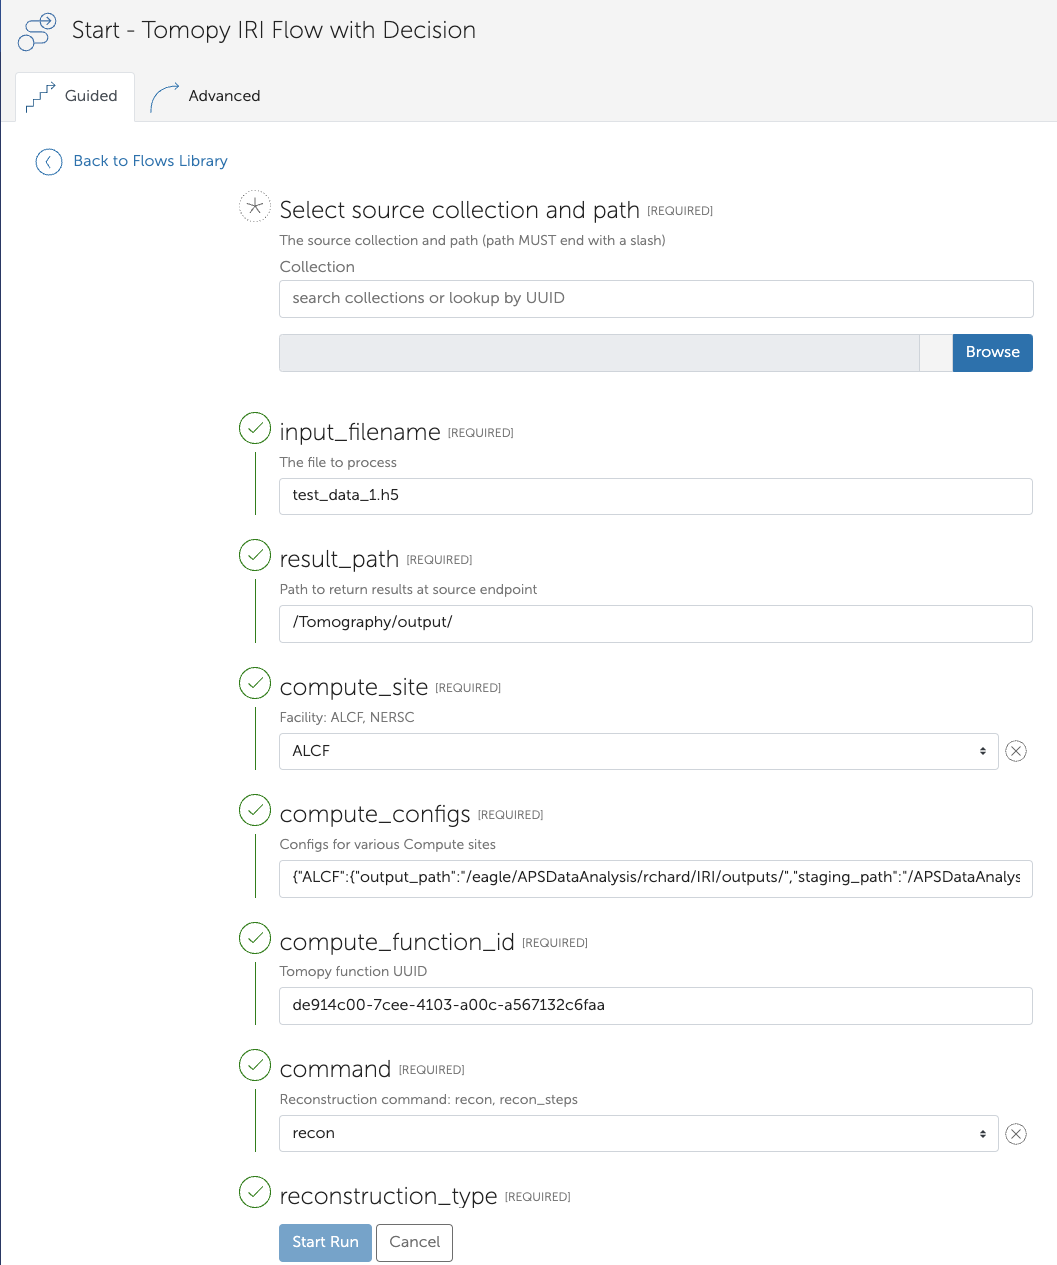 Start - Tomopy IRI Flow with Decision
Guided
Advanced
Back to Flows Library
Select source collection and path [REQUIRED]
The source collection and path (path MUST end with a slash)
Collection
search collections or lookup by UUID
Browse
input_filename [REQUIRED]
The file to process
test_data_1.h5
result_path [REQUIRED]
Path to return results at source endpoint
/Tomography/output/
compute_site [REQUIRED]
Facility: ALCF, NERSC
ALCF
compute_configs [REQUIRED]
Configs for various Compute sites
{"ALCF":{"output_path":"/eagle/APSDataAnalysis/rchard/IRI/outputs/","staging_path":"/APSDataAnalys
compute_function_id [REQUIRED]
Tomopy function UUID
de914c00-7cee-4103-a00c-a567132c6faa
command [REQUIRED]
Reconstruction command: recon, recon_steps
recon
reconstruction_type [REQUIRED]
Start Run
Cancel